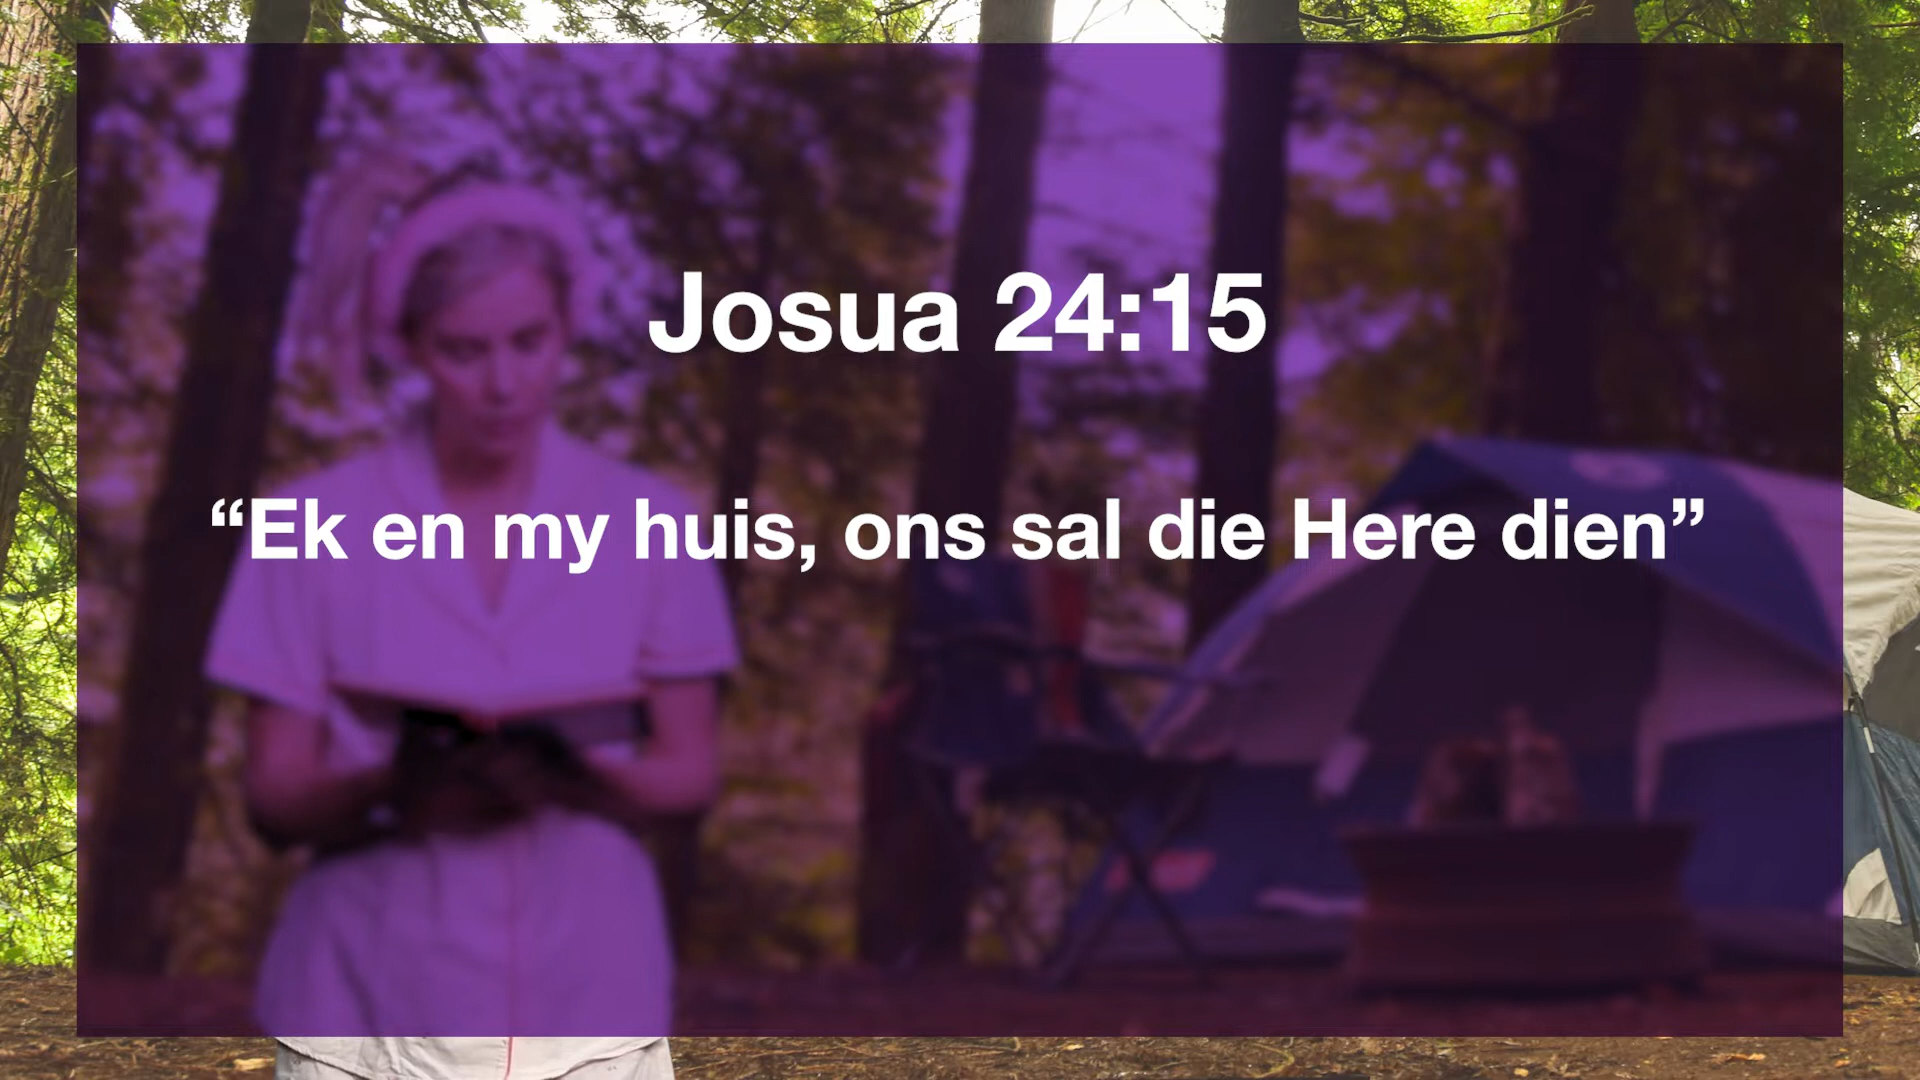 Josua 24:15
“Ek en my huis, ons sal die Here dien”